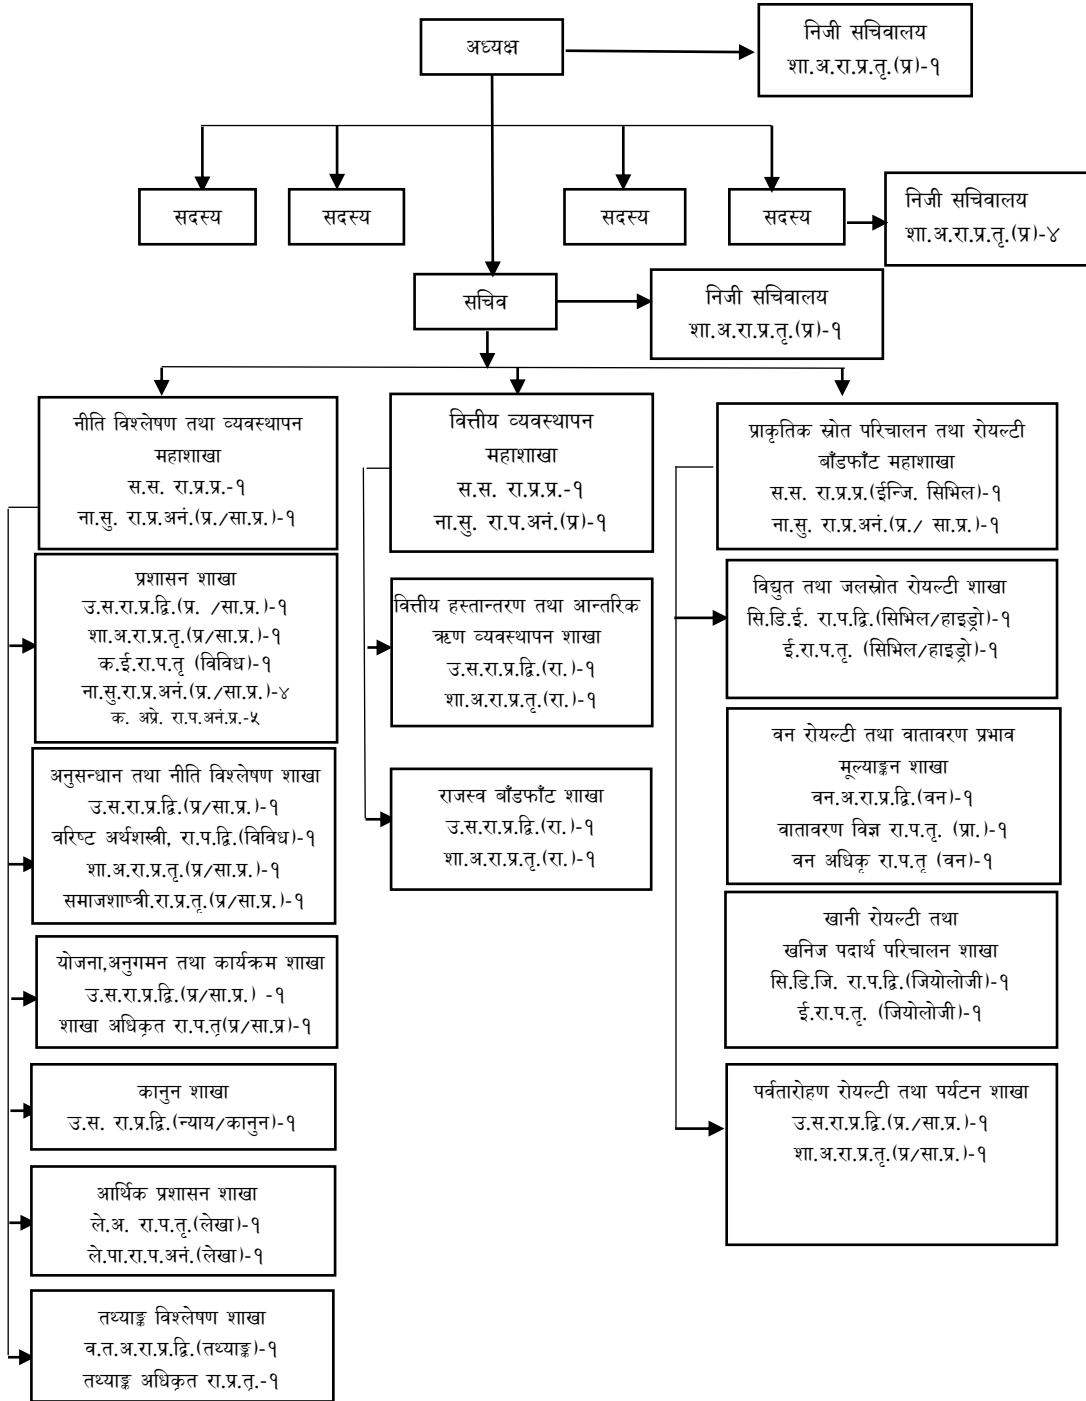 अध्यक्ष
निजी सचिवालय
शा.अ.रा.प्र.तृ.(प्र)-१
सदस्य
सदस्य
सदस्य
सदस्य
निजी सचिवालय
शा.अ.रा.प्र.तृ.(प्र)-४
सचिव
निजी सचिवालय
शा.अ.रा.प्र.तृ.(प्र)-१
नीति विश्लेषण तथा व्यवस्थापन
महाशाखा
स.स. रा.प्र.प्र.-१
ना.सु. रा.प्र.अनं.(प्र./सा.प्र.)-१
प्रशासन शाखा
उ.स.रा.प्र.द्वि.(प्र. /सा.प्र.)-१
शा.अ.रा.प्र.तृ.(प्र/सा.प्र.)-१
क.ई.रा.प.तृ (विविध)-१
ना.सु.रा.प्र.अनं.(प्र./सा.प्र.)-४
क. अप्रे. रा.प.अनं.प्र.-५
अनुसन्धान तथा नीति विश्लेषण शाखा
उ.स.रा.प्र.द्वि.(प्र/सा.प्र.)-१
वरिष्ट अर्थशस्त्री, रा.प.द्वि.(विविध)-१
शा.अ.रा.प्र.तृ.(प्र/सा.प्र.)-१
समाजशाष्त्री.रा.प्र.तृ.(प्र/सा.प्र.)-१
योजना,अनुगमन तथा कार्यक्रम शाखा
उ.स.रा.प्र.द्वि.(प्र/सा.प्र.) -१
शाखा अधिकृत रा.प.तृ(प्र/सा.प्र)-१
कानुन शाखा
उ.स. रा.प्र.द्वि.(न्याय/कानुन)-१
आर्थिक प्रशासन शाखा
ले.अ. रा.प.तृ.(लेखा)-१
ले.पा.रा.प.अनं.(लेखा)-१
तथ्याङ्क विश्लेषण शाखा
व.त.अ.रा.प्र.द्वि.(तथ्याङ्क)-१
तथ्याङ्क अधिकृत रा.प्र.तृ.-१
वित्तीय व्यवस्थापन
महाशाखा
स.स. रा.प्र.प्र.-१
ना.सु. रा.प.अनं.(प्र)-१
वित्तीय हस्तान्तरण तथा आन्तरिक
ऋण व्यवस्थापन शाखा
उ.स.रा.प्र.द्वि.(रा.)-१
शा.अ.रा.प्र.तृ.(रा.)-१
राजस्व बाँडफाँट शाखा
उ.स.रा.प्र.द्वि.(रा.)-१
शा.अ.रा.प्र.तृ.(रा.)-१
प्राकृतिक स्रोत परिचालन तथा रोयल्टी
बाँडफाँट महाशाखा
स.स. रा.प्र.प्र.(ईन्जि. सिभिल)-१
ना.सु. रा.प्र.अनं.(प्र./ सा.प्र.)-१
विद्युत तथा जलस्रोत रोयल्टी शाखा
सि.डि.ई. रा.प.द्वि.(सिभिल/हाइड्रो)-१
ई.रा.प.तृ. (सिभिल/हाइड्रो)-१
वन रोयल्टी तथा वातावरण प्रभाव
मूल्याङ्कन शाखा
वन.अ.रा.प्र.द्वि.(वन)-१
वातावरण विज्ञ रा.प.तृ. (प्रा.)-१
वन अधिकृ रा.प.तृ (वन)-१
खानी रोयल्टी तथा
खनिज पदार्थ परिचालन शाखा
सि.डि.जि. रा.प.द्वि.(जियोलोजी)-१
ई.रा.प.तृ. (जियोलोजी)-१
पर्वतारोहण रोयल्टी तथा पर्यटन शाखा
उ.स.रा.प्र.द्वि.(प्र./सा.प्र.)-१
शा.अ.रा.प्र.तृ.(प्र/सा.प्र.)-१